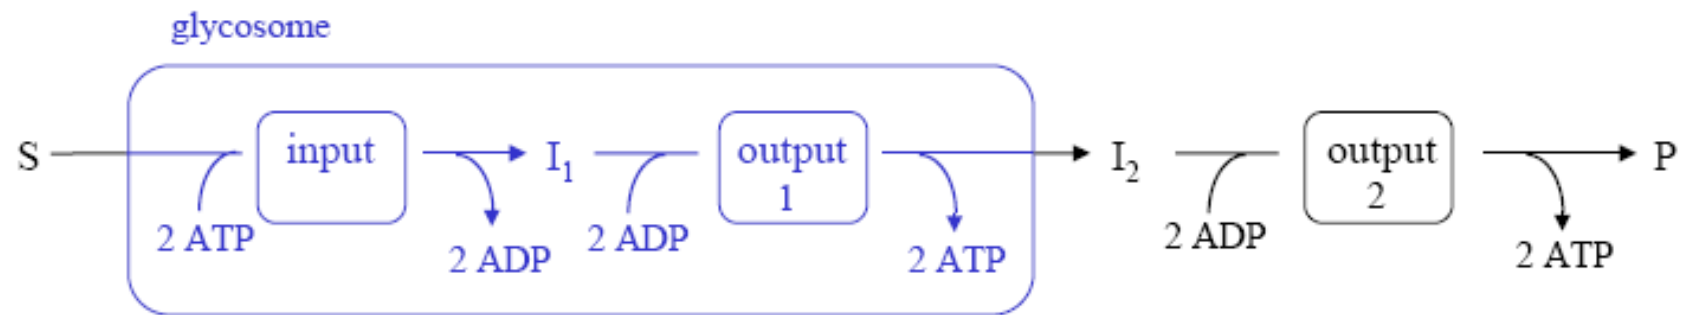 glycosome
S
input
I₁
output
1
I₂
output
2
P
2 ATP
2 ADP
2 ADP
2 ATP
2 ADP
2 ATP